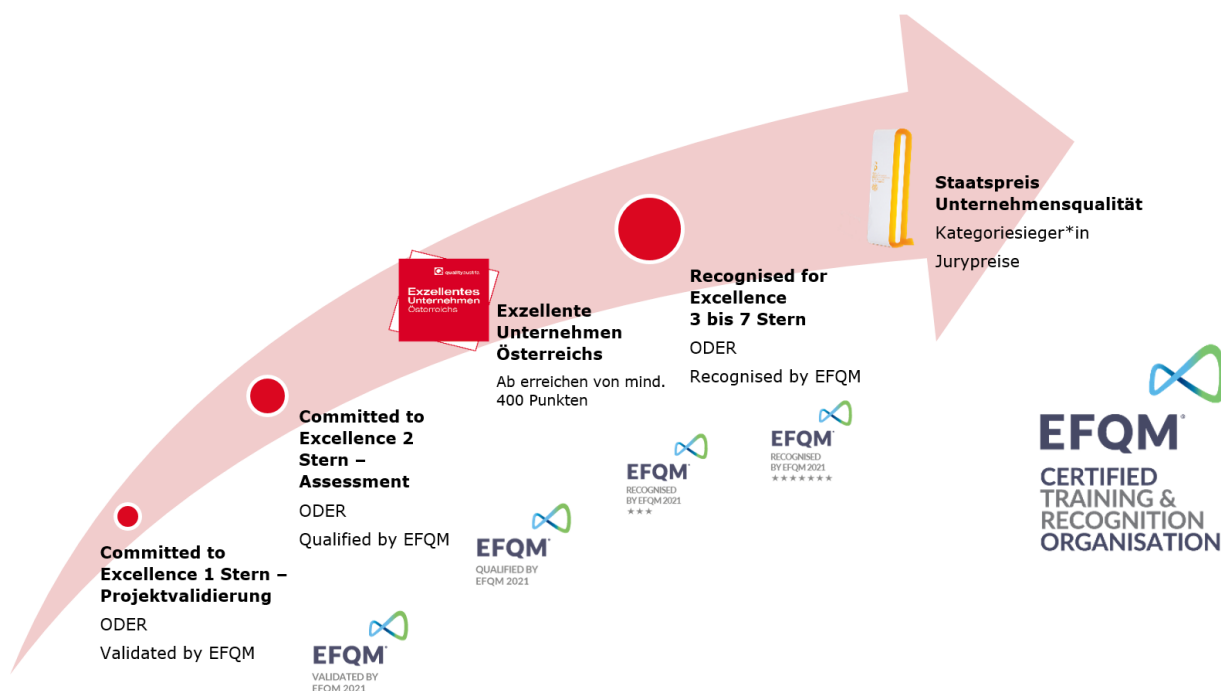 Committed to
Excellence 1 Stern –
Projektvalidierung
ODER
Validated by EFQM
EFQM
VALIDATED BY
EFQM 2021
Committed to
Excellence 2
Stern –
Assessment
ODER
Qualified by EFQM
EFQM
QUALIFIED BY
EFQM 2021
qualityaustria
Exzellentes
Unternehmen
Österreichs
Exzellente
Unternehmen
Österreichs
Ab erreichen von mind.
400 Punkten
EFQM
RECOGNISED
BY EFQM 2021
★★★
Recognised for
Excellence
3 bis 7 Stern
ODER
Recognised by EFQM
EFQM
RECOGNISED
BY EFQM 2021
★★★★★★★
Staatspreis
Unternehmensqualität
Kategoriesieger*in
Jurypreise
EFQM
CERTIFIED
TRAINING &
RECOGNITION
ORGANISATION